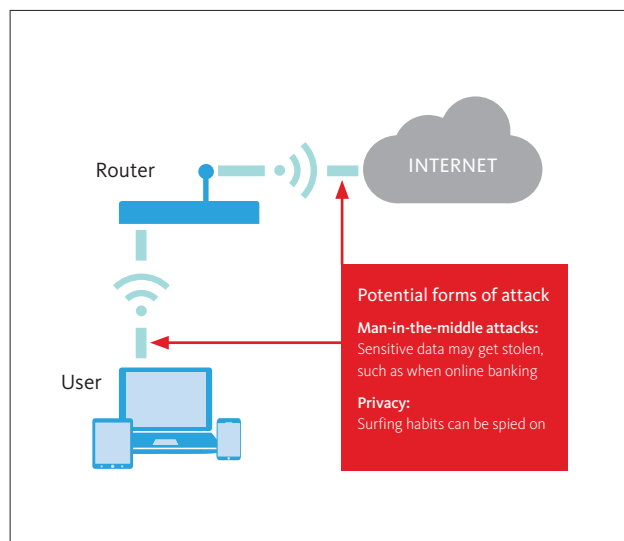 Router
INTERNET
User
Potential forms of attack
Man-in-the-middle attacks:
Sensitive data may get stolen,
such as when online banking
Privacy:
Surfing habits can be spied on